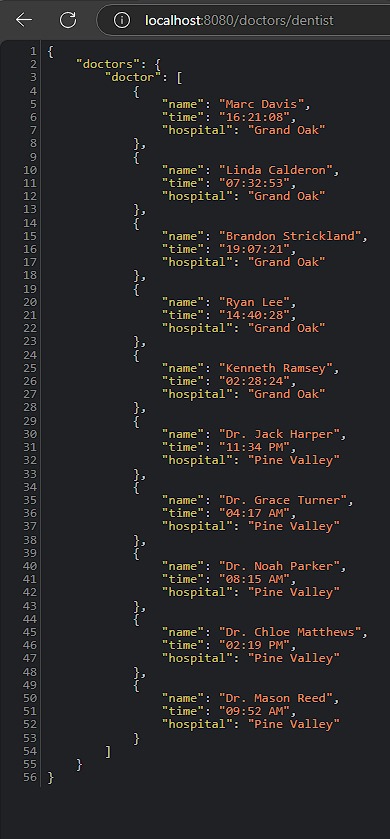 localhost:8080/doctors/dentist
1 {
2     "doctors": {
3         "doctor": [
4             {
5                 "name": "Marc Davis",
6                 "time": "16:21:08",
7                 "hospital": "Grand Oak"
8             },
9             {
10                 "name": "Linda Calderon",
11                 "time": "07:32:53",
12                 "hospital": "Grand Oak"
13             },
14             {
15                 "name": "Brandon Strickland",
16                 "time": "19:07:21",
17                 "hospital": "Grand Oak"
18             },
19             {
20                 "name": "Ryan Lee",
21                 "time": "14:40:28",
22                 "hospital": "Grand Oak"
23             },
24             {
25                 "name": "Kenneth Ramsey",
26                 "time": "02:28:24",
27                 "hospital": "Grand Oak"
28             },
29             {
30                 "name": "Dr. Jack Harper",
31                 "time": "11:34 PM",
32                 "hospital": "Pine Valley"
33             },
34             {
35                 "name": "Dr. Grace Turner",
36                 "time": "04:17 AM",
37                 "hospital": "Pine Valley"
38             },
39             {
40                 "name": "Dr. Noah Parker",
41                 "time": "08:15 AM",
42                 "hospital": "Pine Valley"
43             },
44             {
45                 "name": "Dr. Chloe Matthews",
46                 "time": "02:19 PM",
47                 "hospital": "Pine Valley"
48             },
49             {
50                 "name": "Dr. Mason Reed",
51                 "time": "09:52 AM",
52                 "hospital": "Pine Valley"
53             }
54         ]
55     }
56 }